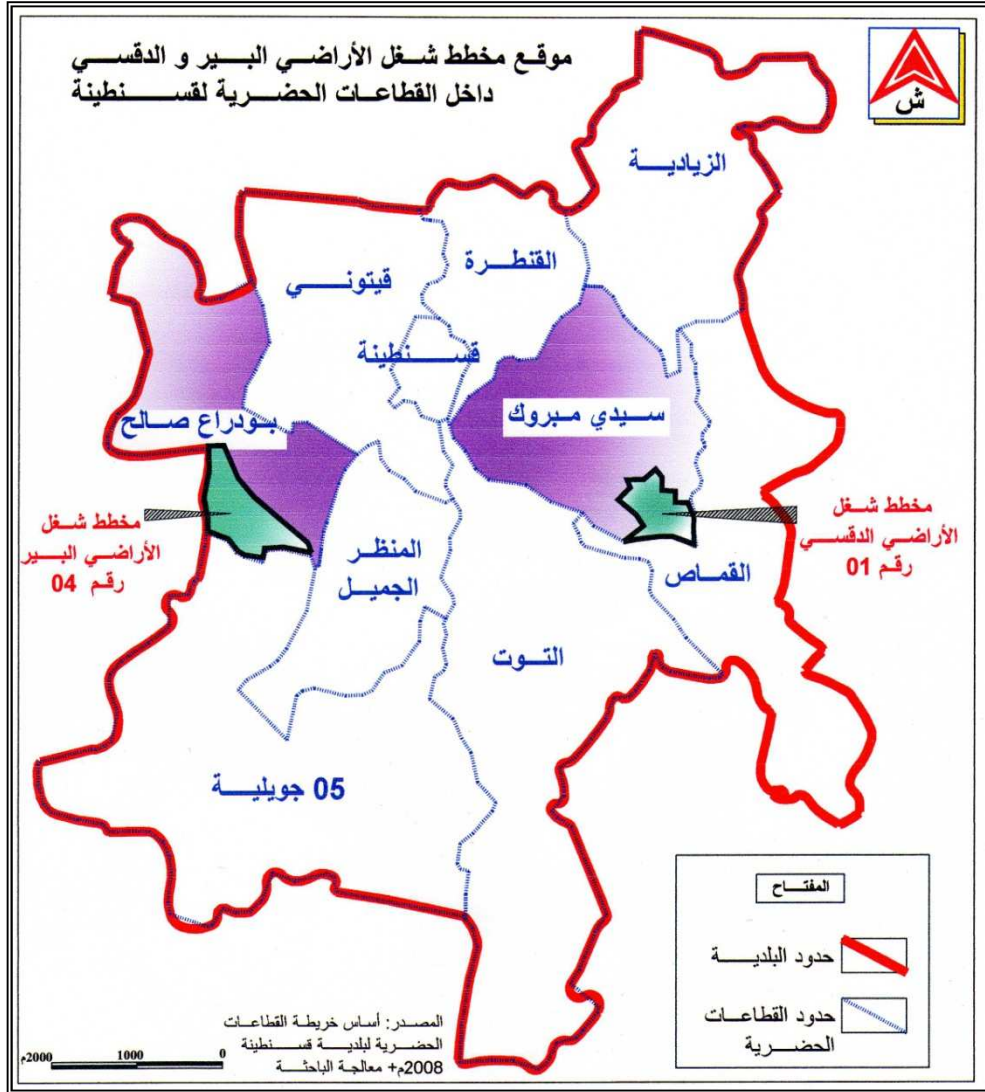 موقع مخطط شغل الأراضي البير و الدقسي
داخل القطاعات الحضرية لقسنطينة
ش
الزيادية
القنطرة
قيتوني
قسنطينة
سيدي مبروك
بودراع صالح
مخطط شغل
الأراضي الدقسي
رقم 01
مخطط شغل
الأراضي البير
رقم 04
المنظر
الجميل
القماص
التوت
05 جويلية
المفتاح
حدود البلدية
حدود القطاعات
الحضرية
المصدر: أساس خريطة القطاعات
الحضرية لبلدية قسنطينة
2008م+ معالجة الباحثة
0 1000 2000م